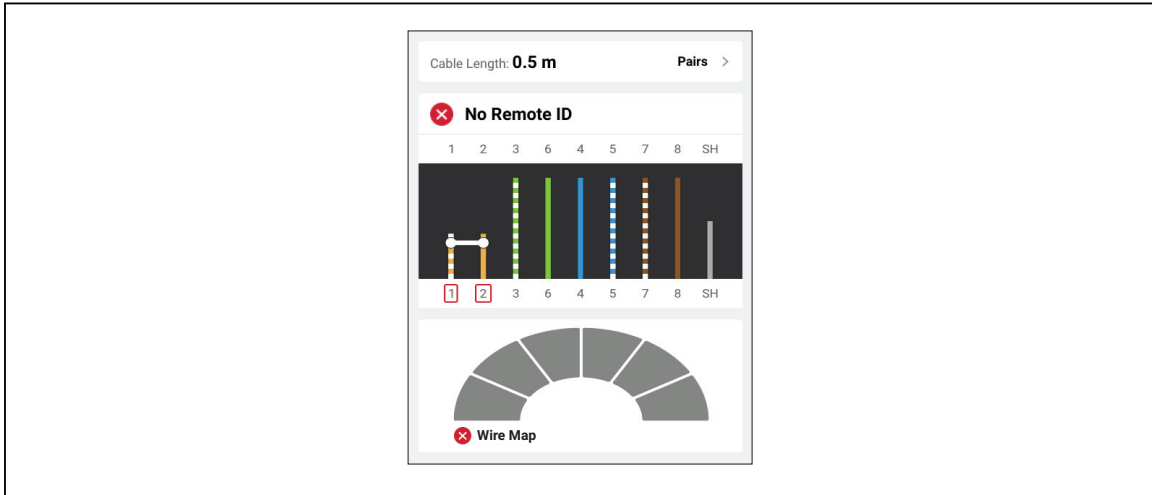 Cable Length: 0.5 m Pairs >
No Remote ID
1 2 3 6 4 5 7 8 SH
1 2 3 6 4 5 7 8 SH
Wire Map